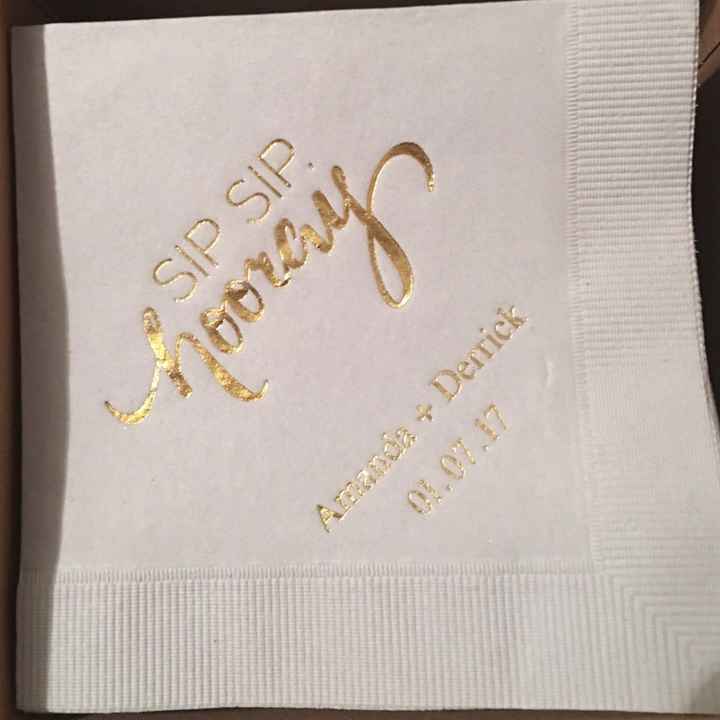 SIP SIP
hooray
Amanda + Derrick
01.07.17